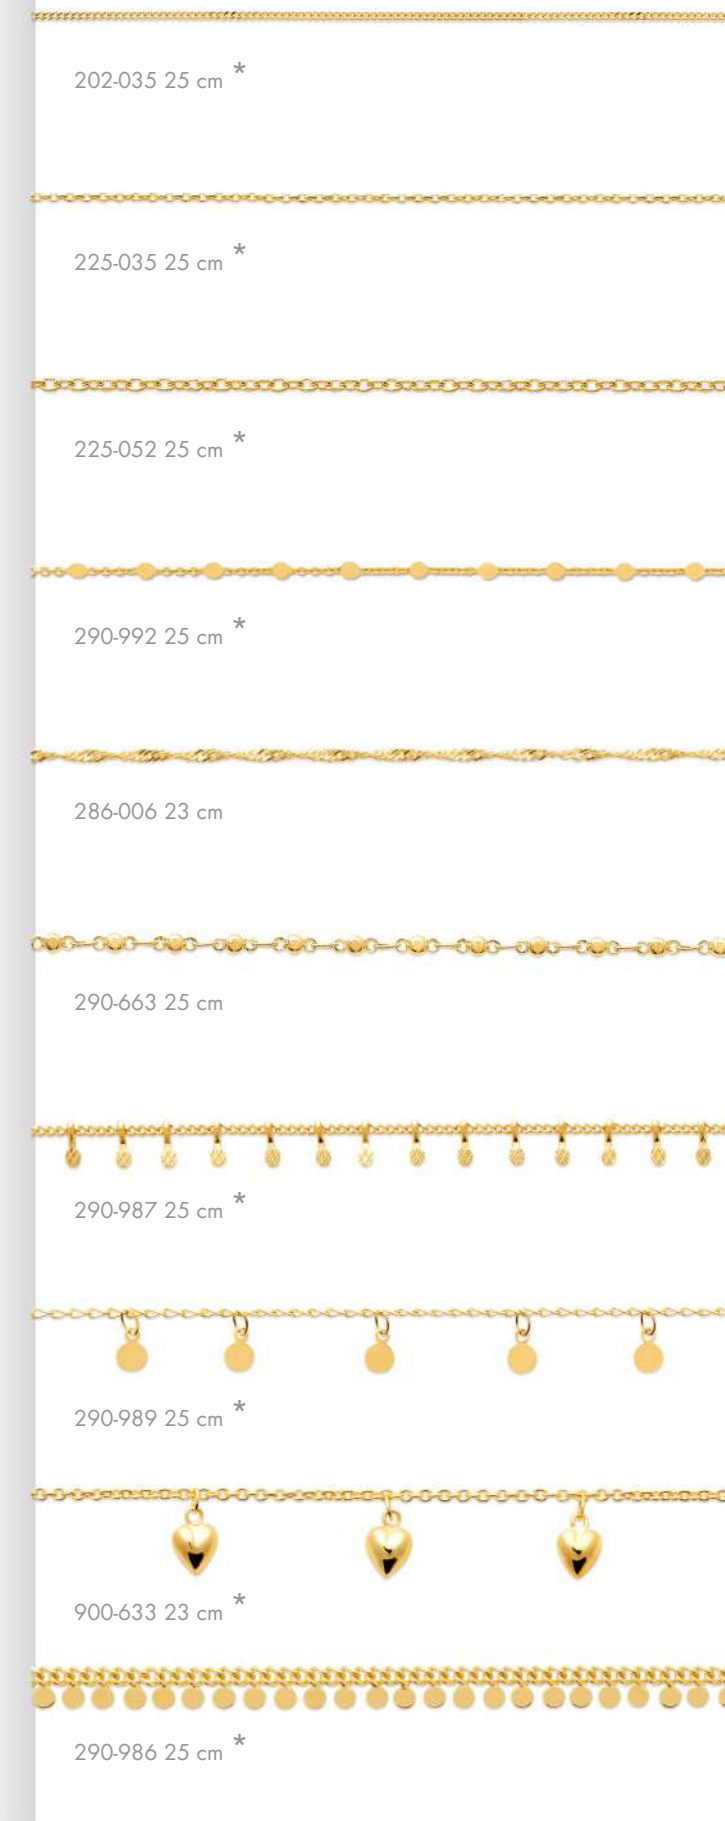 202-035 25 cm *
225-035 25 cm *
225-052 25 cm *
290-992 25 cm *
286-006 23 cm
290-663 25 cm
290-987 25 cm *
290-989 25 cm *
900-633 23 cm *
290-986 25 cm *